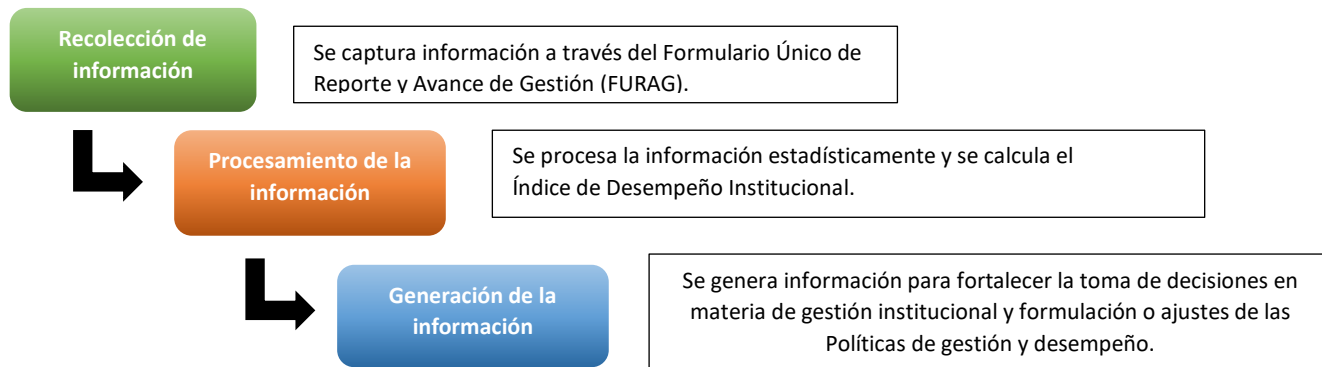 Recolección de
información
Se captura información a través del Formulario Único de
Reporte y Avance de Gestión (FURAG).
Procesamiento de la
información
Se procesa la información estadísticamente y se calcula el
Índice de Desempeño Institucional.
Generación de la
información
Se genera información para fortalecer la toma de decisiones en
materia de gestión institucional y formulación o ajustes de las
Políticas de gestión y desempeño.